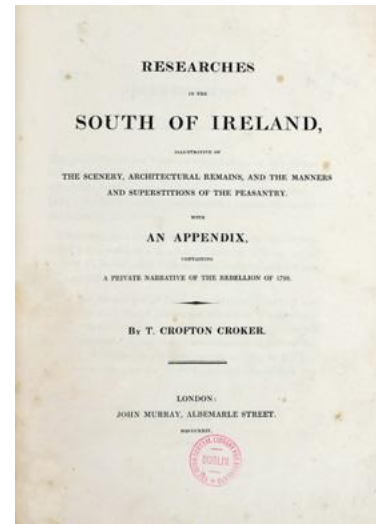 RESEARCHES
IN THE
SOUTH OF IRELAND,
ILLUSTRATIVE OF
THE SCENERY, ARCHITECTURAL REMAINS, AND THE MANNERS
AND SUPERSTITIONS OF THE PEASANTRY.
WITH
AN APPENDIX,
CONTAINING
A PRIVATE NARRATIVE OF THE REBELLION OF 1798.
BY T. CROFTON CROKER.
LONDON:
JOHN MURRAY, ALBEMARLE STREET.
MDCCCXXIV.
DUBLIN